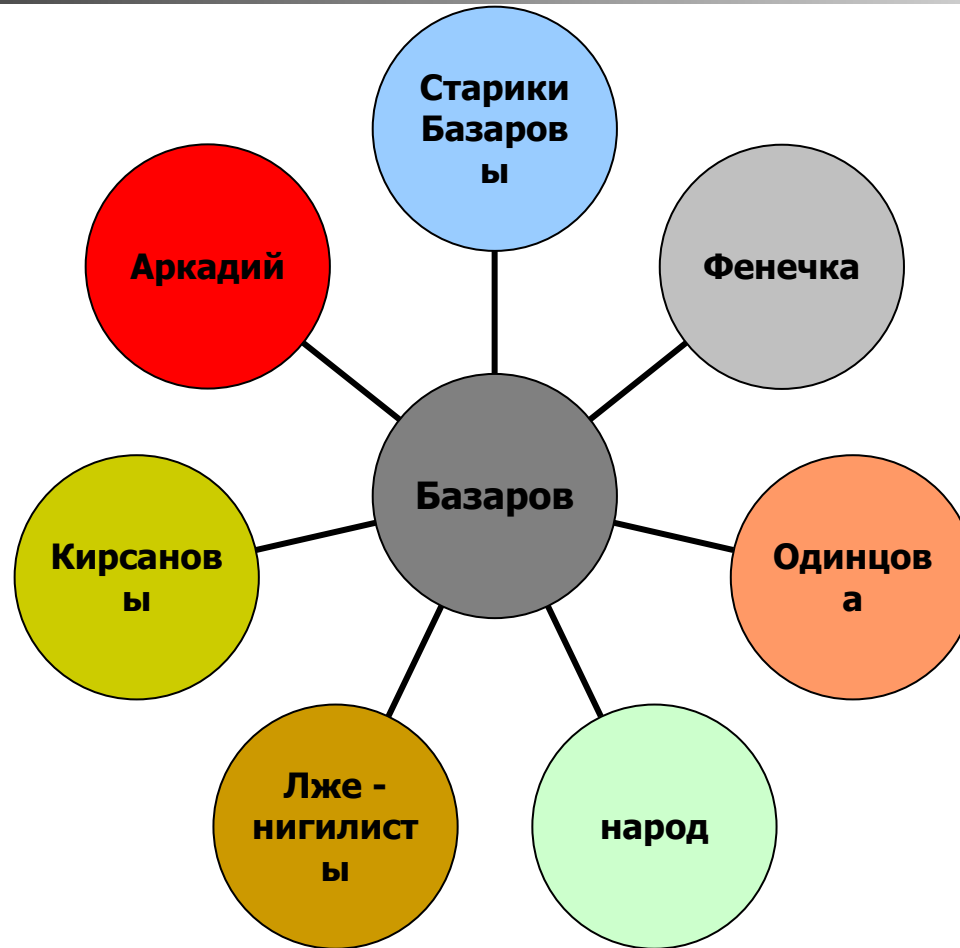 Старики
Базаров
ы
Аркадий
Фенечка
Базаров
Кирсанов
ы
Одинцов
а
Лже -
нигилист
ы
народ